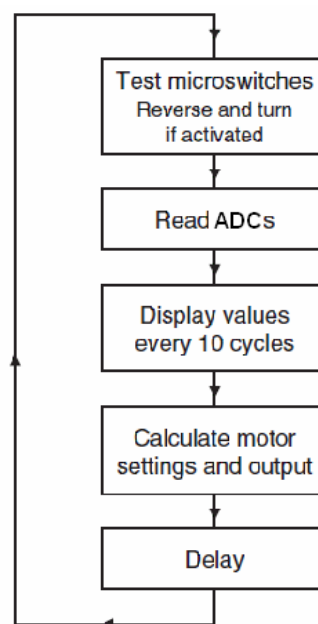 Test microswitches
Reverse and turn
if activated
Read ADCs
Display values
every 10 cycles
Calculate motor
settings and output
Delay